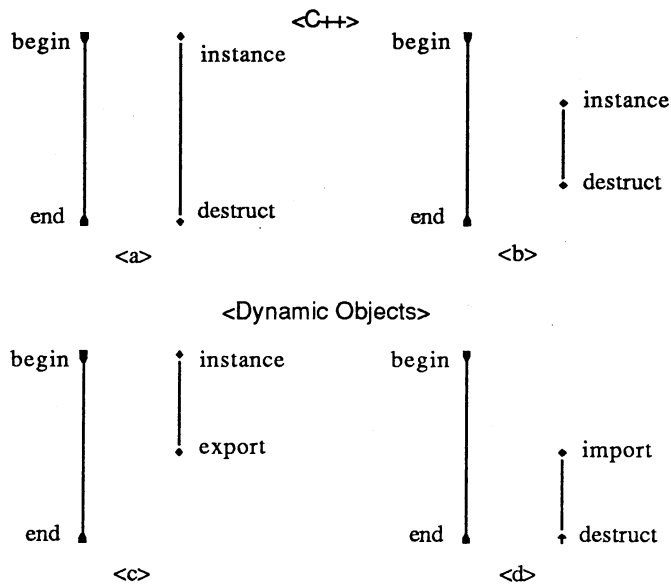 <C++>
begin
instance
end
destruct
<a>
begin
instance
destruct
end
<b>
<Dynamic Objects>
begin
instance
export
end
<c>
begin
import
end
destruct
<d>